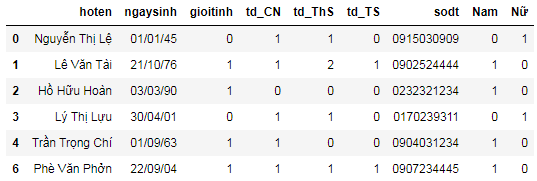 hoten ngaysinh gioitinh td_CN td_ThS td_TS sodt Nam Nữ
0 Nguyễn Thị Lệ 01/01/45 0 1 1 0 0915030909 0 1
1 Lê Văn Tài 21/10/76 1 1 2 1 0902524444 1 0
2 Hồ Hữu Hoán 03/03/90 1 0 0 0 0232321234 1 0
3 Lý Thị Lựu 30/04/01 0 1 1 0 0170239311 0 1
4 Trần Trọng Chí 01/09/63 1 1 0 0 0904031234 1 0
6 Phè Văn Phởn 22/09/04 1 1 1 1 0907234445 1 0